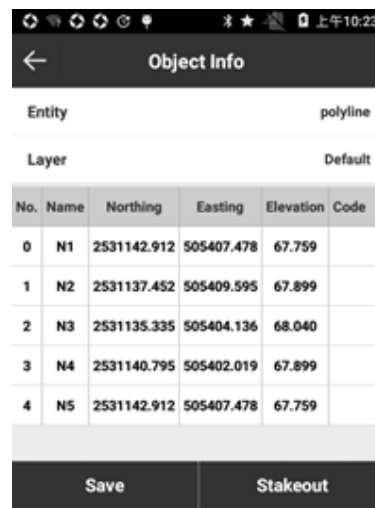 上午10:23
Object Info
Entity polyline
Layer Default
No. Name Northing Easting Elevation Code
0 N1 2531142.912 505407.478 67.759
1 N2 2531137.452 505409.595 67.899
2 N3 2531135.335 505404.136 68.040
3 N4 2531140.795 505402.019 67.899
4 N5 2531142.912 505407.478 67.759
Save Stakeout